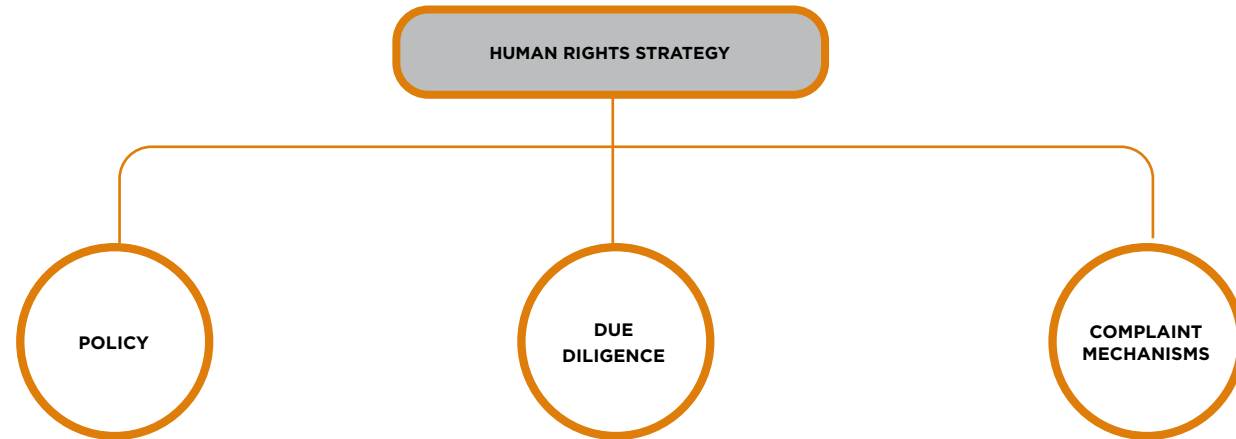 HUMAN RIGHTS STRATEGY
POLICY
DUE
DILIGENCE
COMPLAINT
MECHANISMS